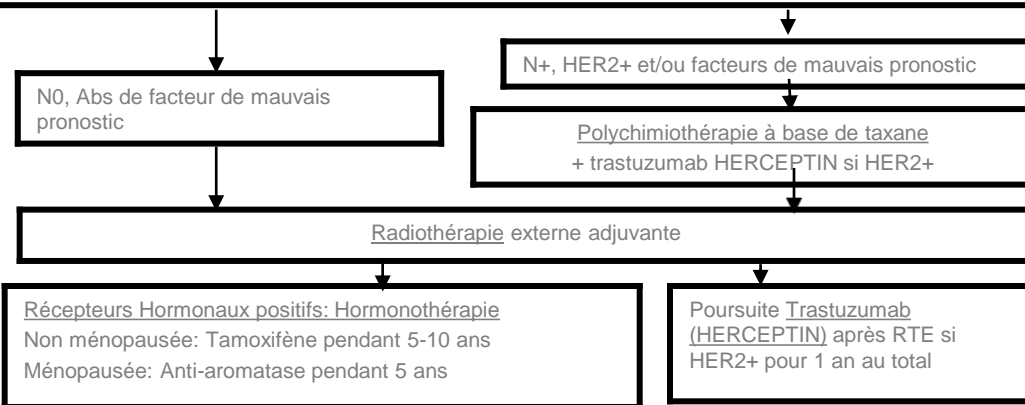 N+, HER2+ et/ou facteurs de mauvais pronostic
N0, Abs de facteur de mauvais
pronostic
Polychimiothérapie à base de taxane
+ trastuzumab HERCEPTIN si HER2+
Radiothérapie externe adjuvante
Récepteurs Hormonaux positifs: Hormonothérapie
Non ménopausée: Tamoxifène pendant 5-10 ans
Ménopausée: Anti-aromatase pendant 5 ans
Poursuite Trastuzumab
(HERCEPTIN) après RTE si
HER2+ pour 1 an au total